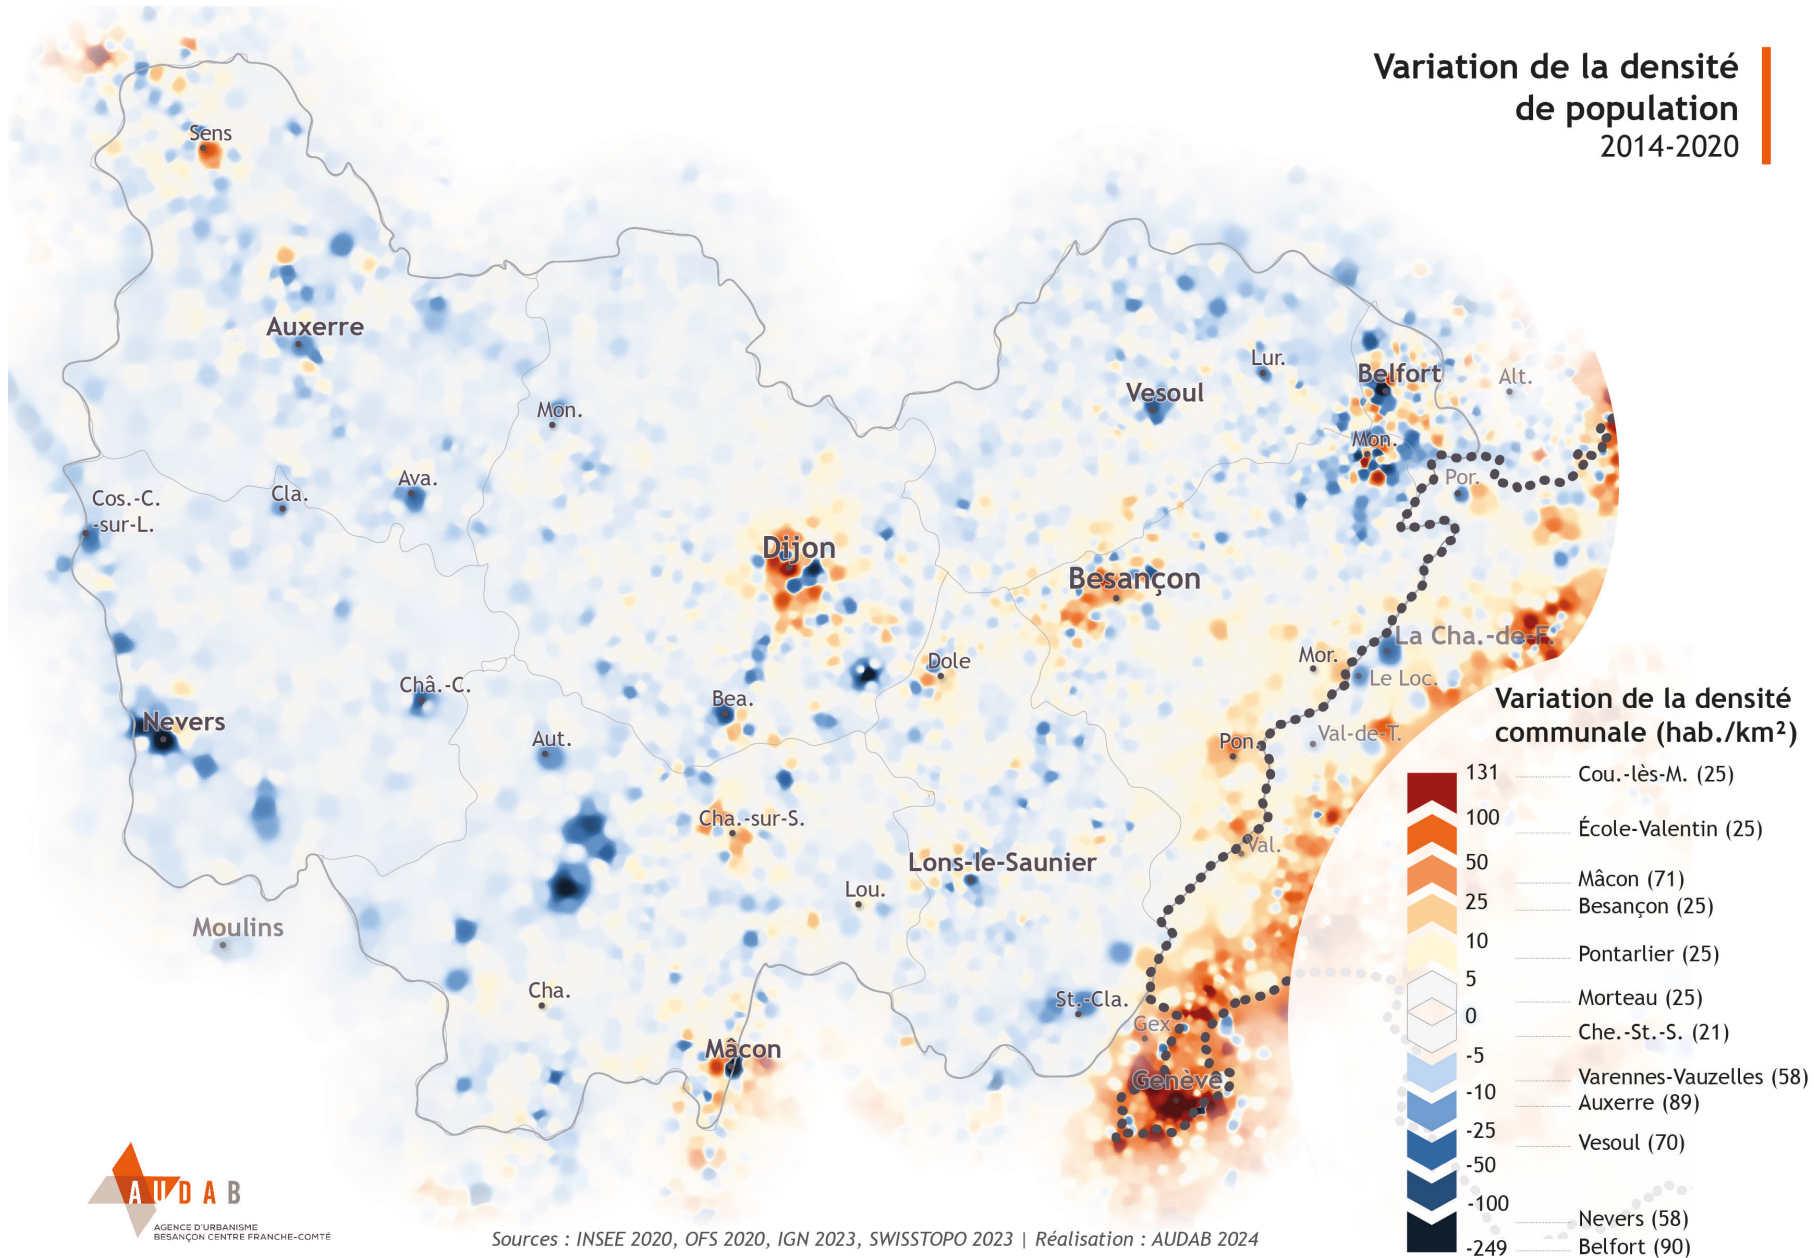 Variation de la densité
de population
2014-2020
Sens
Auxerre
Mon.
Lur.
Belfort
Alt.
Vesoul
Mon.
Por.
Cos.-C.
-sur-L.
Cla.
Ava.
Dijon
Besançon
La Cha.-de-F.
Mor.
Le Loc.
Dole
Châ.-C.
Bea.
Nevers
Aut.
Pon.
Val-de-T.
Cha.-sur-S.
Val.
Lons-le-Saunier
Lou.
Moulins
Cha.
St.-Cla.
Gex
Mâcon
Genève
Variation de la densité
communale (hab./km²)
131 Cou.-lès-M. (25)
100
École-Valentin (25)
50
Mâcon (71)
25
Besançon (25)
10
Pontarlier (25)
5
Morteau (25)
0
Che.-St.-S. (21)
-5
Varennes-Vauzelles (58)
-10
Auxerre (89)
-25
Vesoul (70)
-50
-100
Nevers (58)
-249 Belfort (90)
AUDAB
AGENCE D'URBANISME
BESANÇON CENTRE FRANCHE-COMTÉ
Sources : INSEE 2020, OFS 2020, IGN 2023, SWISSTOPO 2023 | Réalisation : AUDAB 2024